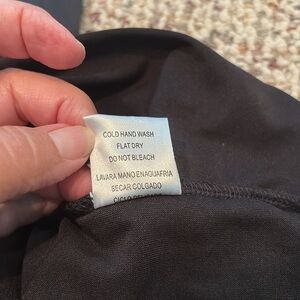 COLD HAND WASH
FLAT DRY
DO NOT BLEACH
LAVARA MANO ENAGUAFRIA
SECAR COLGADO